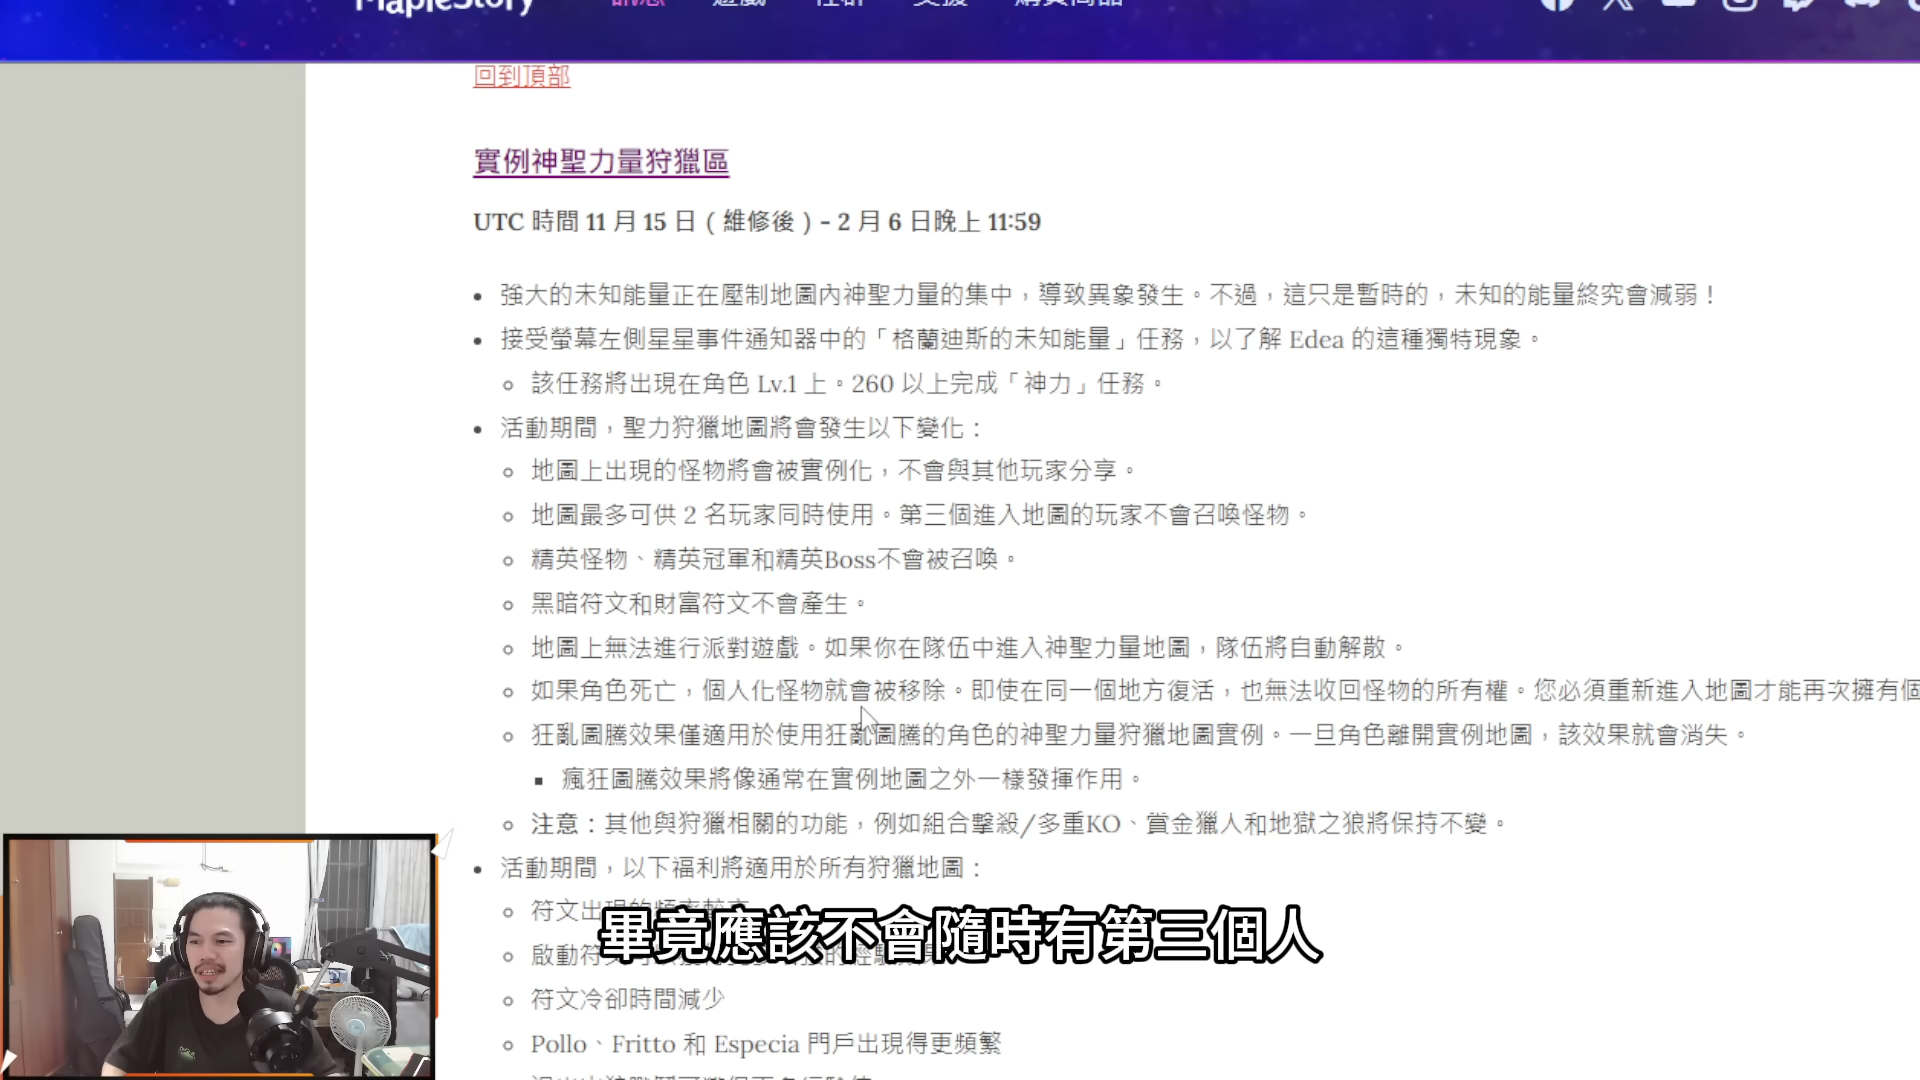 MapleStory 訊息 遊戲 社群 支援 購買商品
回到頂部
實例神聖力量狩獵區
UTC 時間 11 月 15 日 ( 維修後 ) - 2 月 6 日晚上 11:59
強大的未知能量正在壓制地圖內神聖力量的集中，導致異象發生。不過，這只是暫時的，未知的能量終究會減弱！
接受螢幕左側星星事件通知器中的「格蘭迪斯的未知能量」任務，以了解 Edea 的這種獨特現象。
該任務將出現在角色 Lv.1 上。260 以上完成「神力」任務。
活動期間，聖力狩獵地圖將會發生以下變化：
地圖上出現的怪物將會被實例化，不會與其他玩家分享。
地圖最多可供 2 名玩家同時使用。第三個進入地圖的玩家不會召喚怪物。
精英怪物、精英冠軍和精英Boss不會被召喚。
黑暗符文和財富符文不會產生。
地圖上無法進行派對遊戲。如果你在隊伍中進入神聖力量地圖，隊伍將自動解散。
如果角色死亡，個人化怪物就會被移除。即使在同一個地方復活，也無法收回怪物的所有權。您必須重新進入地圖才能再次擁有個
狂亂圖騰效果僅適用於使用狂亂圖騰的角色的神聖力量狩獵地圖實例。一旦角色離開實例地圖，該效果就會消失。
瘋狂圖騰效果將像通常在實例地圖之外一樣發揮作用。
注意：其他與狩獵相關的功能，例如組合擊殺/多重KO、賞金獵人和地獄之狼將保持不變。
活動期間，以下福利將適用於所有狩獵地圖：
符文出
畢竟應該不會隨時有第三個人
啟動符
符文冷卻時間減少
Pollo、Fritto 和 Especia 門戶出現得更頻繁